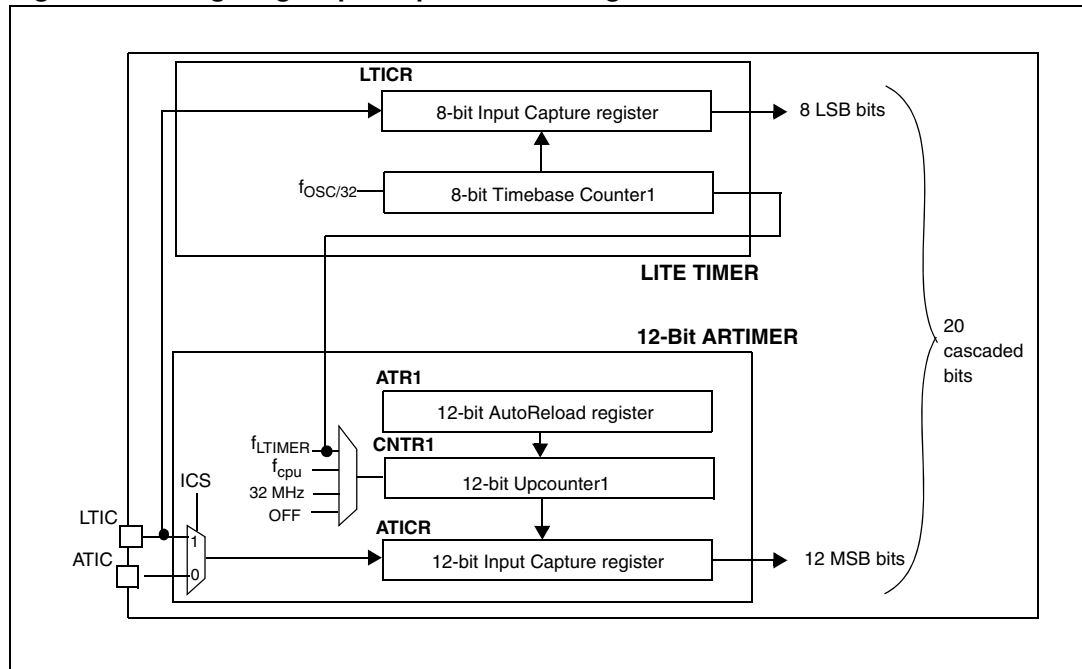 LTICR
8-bit Input Capture register
8 LSB bits
fOSC/32
8-bit Timebase Counter1
LITE TIMER
20
cascaded
bits
12-Bit ARTIMER
ATR1
12-bit AutoReload register
fLTIMER
CNTR1
fcpu
12-bit Upcounter1
32 MHz
OFF
ICS
LTIC
1
ATICR
ATIC
0
12-bit Input Capture register
12 MSB bits